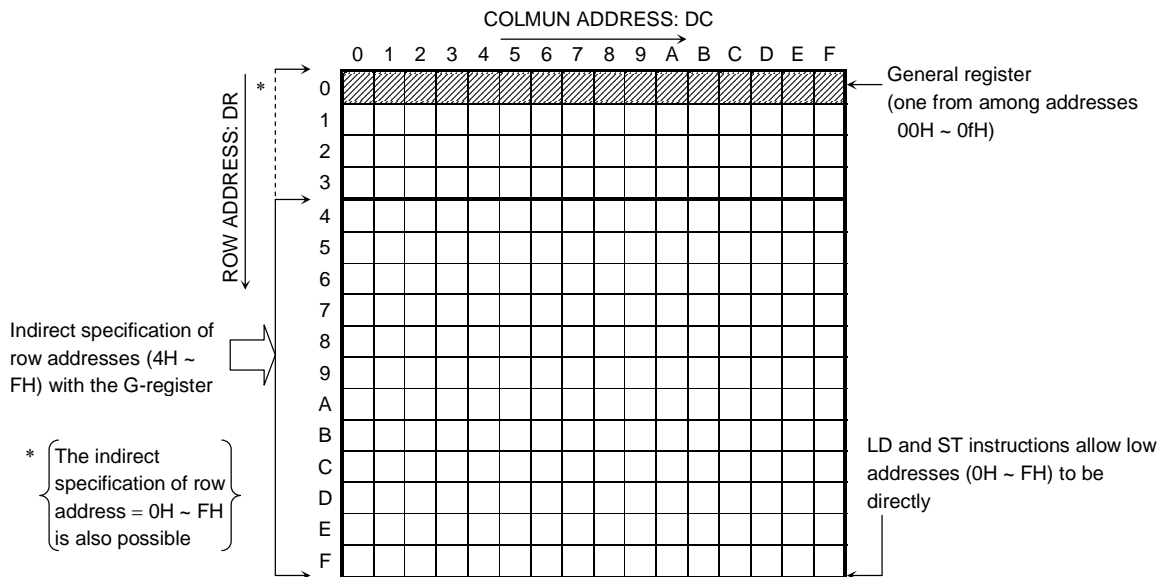 COLMUN ADDRESS: DC
0 1 2 3 4 5 6 7 8 9 A B C D E F
ROW ADDRESS: DR
*
0
1
2
3
4
5
6
7
8
9
A
B
C
D
E
F
General register
(one from among addresses
00H ~ 0fH)
Indirect specification of
row addresses (4H ~
FH) with the G-register
* The indirect
specification of row
address = 0H ~ FH
is also possible
LD and ST instructions allow low
addresses (0H ~ FH) to be
directly